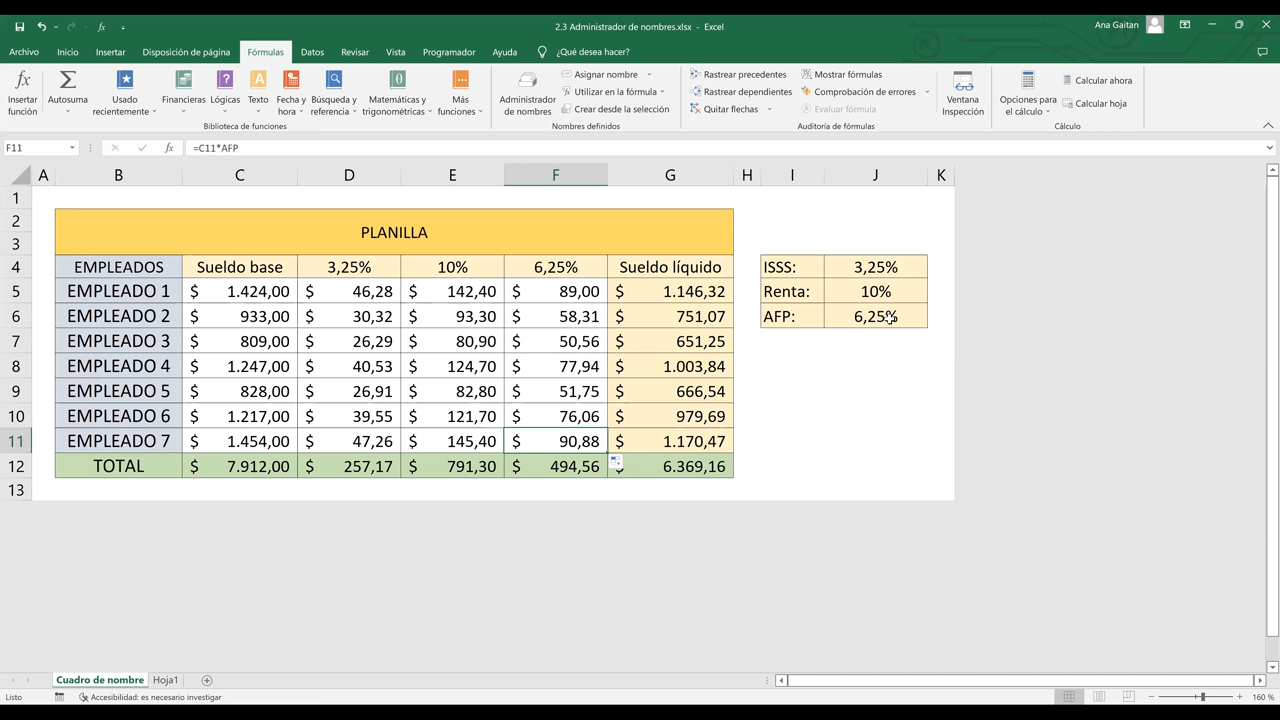 2.3 Administrador de nombres.xlsx - Excel
Ana Gaitan
Archivo Inicio Insertar Disposición de página Fórmulas Datos Revisar Vista Programador Ayuda ¿Qué desea hacer?
Insertar función
Autosuma
Usado recientemente
Financieras
Lógicas
Texto
Fecha y hora
Búsqueda y referencia
Matemáticas y trigonométricas
Más funciones
Biblioteca de funciones
Administrador de nombres
Asignar nombre
Utilizar en la fórmula
Crear desde la selección
Nombres definidos
Rastrear precedentes
Rastrear dependientes
Quitar flechas
Mostrar fórmulas
Comprobación de errores
Evaluar fórmula
Auditoría de fórmulas
Ventana Inspección
Opciones para el cálculo
Calcular ahora
Calcular hoja
Cálculo
F11 fx =C11*AFP
A B C D E F G H I J K
1
2
3
PLANILLA
4 EMPLEADOS Sueldo base 3,25% 10% 6,25% Sueldo líquido ISSS: 3,25%
5 EMPLEADO 1 $ 1.424,00 $ 46,28 $ 142,40 $ 89,00 $ 1.146,32 Renta: 10%
6 EMPLEADO 2 $ 933,00 $ 30,32 $ 93,30 $ 58,31 $ 751,07 AFP: 6,25%
7 EMPLEADO 3 $ 809,00 $ 26,29 $ 80,90 $ 50,56 $ 651,25
8 EMPLEADO 4 $ 1.247,00 $ 40,53 $ 124,70 $ 77,94 $ 1.003,84
9 EMPLEADO 5 $ 828,00 $ 26,91 $ 82,80 $ 51,75 $ 666,54
10 EMPLEADO 6 $ 1.217,00 $ 39,55 $ 121,70 $ 76,06 $ 979,69
11 EMPLEADO 7 $ 1.454,00 $ 47,26 $ 145,40 $ 90,88 $ 1.170,47
12 TOTAL $ 7.912,00 $ 257,17 $ 791,30 $ 494,56 $ 6.369,16
13
Cuadro de nombre Hoja1
Listo Accesibilidad: es necesario investigar 160 %